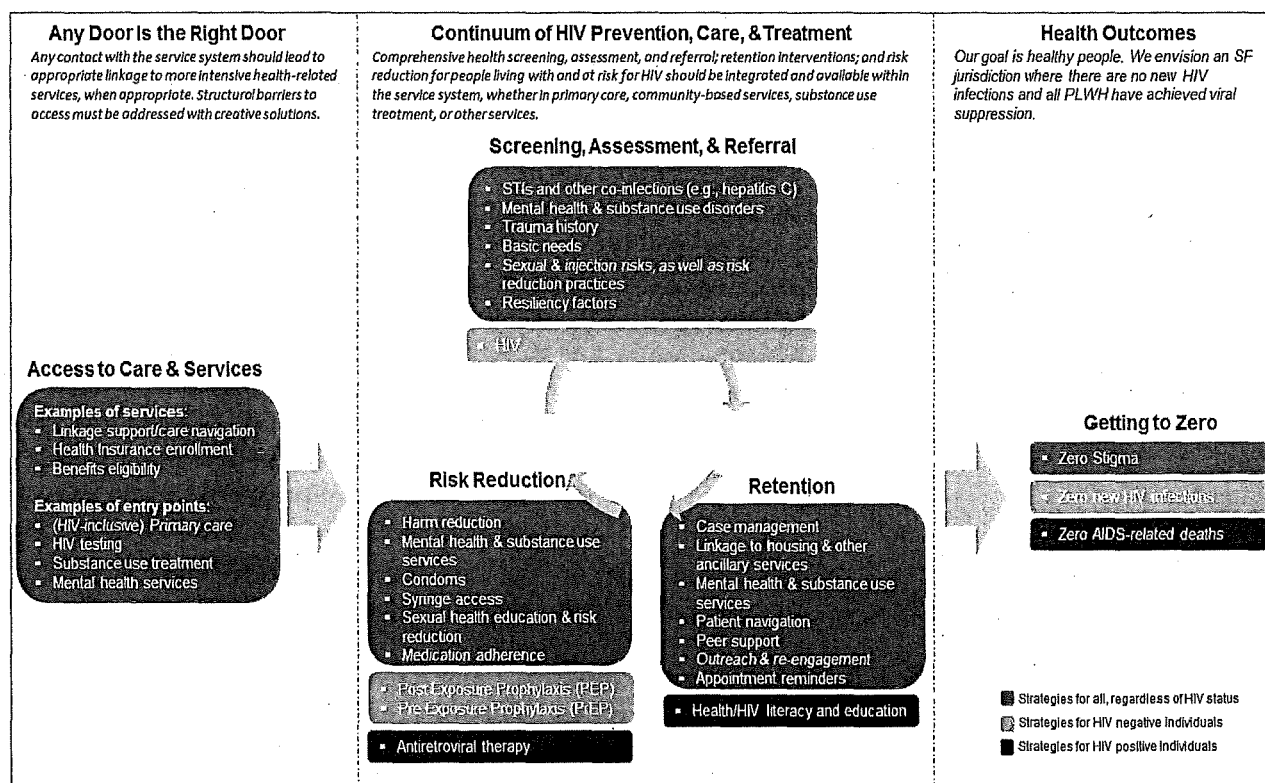 Any Door Is the Right Door
Any contact with the service system should lead to
appropriate linkage to more intensive health-related
services, when appropriate. Structural barriers to
access must be addressed with creative solutions.
Access to Care & Services
Examples of services:
▪ Linkage support/care navigation
▪ Health Insurance enrollment
▪ Benefits eligibility
Examples of entry points:
▪ (HIV-inclusive) Primary care
▪ HIV testing
▪ Substance use treatment
▪ Mental health services
Continuum of HIV Prevention, Care, & Treatment
Comprehensive health screening, assessment, and referral; retention interventions; and risk
reduction for people living with and at risk for HIV should be integrated and available within
the service system, whether in primary care, community-based services, substance use
treatment, or other services.
Screening, Assessment, & Referral
▪ STIs and other co-infections (e.g., hepatitis C)
▪ Mental health & substance use disorders
▪ Trauma history
▪ Basic needs
▪ Sexual & injection risks, as well as risk
reduction practices
▪ Resiliency factors
▪ HIV
Risk Reduction
▪ Harm reduction
▪ Mental health & substance use
services
▪ Condoms
▪ Syringe access
▪ Sexual health education & risk
reduction
▪ Medication adherence
▪ Post Exposure Prophylaxis (PEP)
▪ Pre Exposure Prophylaxis (PrEP)
▪ Antiretroviral therapy
Retention
▪ Case management
▪ Linkage to housing & other
ancillary services
▪ Mental health & substance use
services
▪ Patient navigation
▪ Peer support
▪ Outreach & re-engagement
▪ Appointment reminders
▪ Health/HIV literacy and education
Health Outcomes
Our goal is healthy people. We envision an SF
jurisdiction where there are no new HIV
infections and all PLWH have achieved viral
suppression.
Getting to Zero
▪ Zero Stigma
▪ Zero new HIV infections
▪ Zero AIDS-related deaths
Strategies for all, regardless of HIV status
Strategies for HIV negative individuals
Strategies for HIV positive individuals